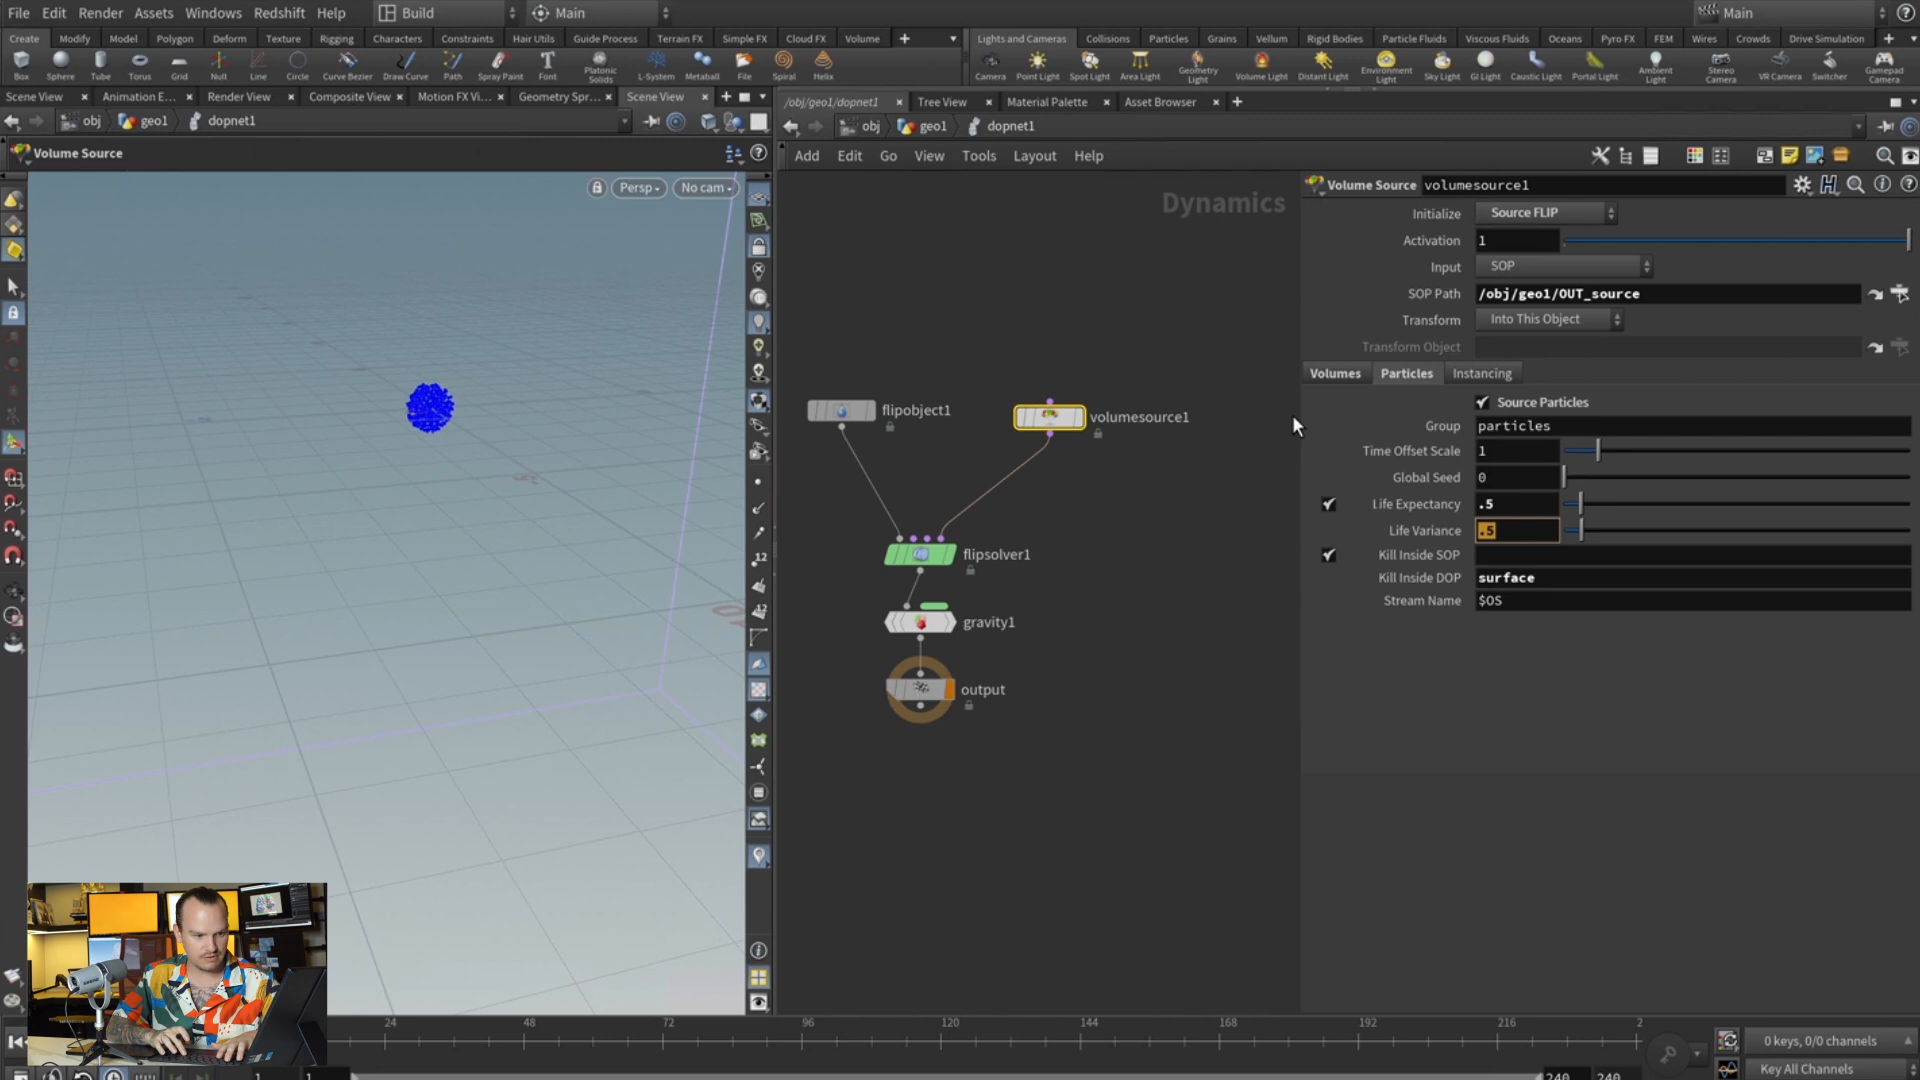 File Edit Render Assets Windows Redshift Help Build Main Main
Create Modify Model Polygon Deform Texture Rigging Characters Constraints Hair Utils Guide Process Terrain FX Simple FX Cloud FX Volume
Lights and Cameras Collisions Particles Grains Vellum Rigid Bodies Particle Fluids Viscous Fluids Oceans Pyro FX FEM Wires Crowds Drive Simulation
Box Sphere Tube Torus Grid Null Line Circle Curve Bezier Draw Curve Path Spray Paint Font Platonic Solids L-System Metaball File Spiral Helix
Camera Point Light Spot Light Area Light Geometry Light Volume Light Distant Light Environment Light Sky Light GI Light Caustic Light Portal Light Ambient Light Stereo Camera VR Camera Switcher Gamepad Camera
Scene View Animation E... Render View Composite View Motion FX Vi... Geometry Spr... Scene View
/obj/geo1/dopnet1 Tree View Material Palette Asset Browser
obj geo1 dopnet1
obj geo1 dopnet1
Volume Source
Add Edit Go View Tools Layout Help
Persp No cam
Dynamics
Volume Source volumesource1
Initialize Source FLIP
Activation 1
Input SOP
SOP Path /obj/geo1/OUT_source
Transform Into This Object
Transform Object
Volumes Particles Instancing
Source Particles
Group particles
Time Offset Scale 1
Global Seed 0
Life Expectancy .5
Life Variance .5
Kill Inside SOP
Kill Inside DOP surface
Stream Name $OS
flipobject1
volumesource1
flipsolver1
gravity1
output
12
12
24 48 72 96 120 144 168 192 216 2
0 keys, 0/0 channels
1 1 240 240
Key All Channels